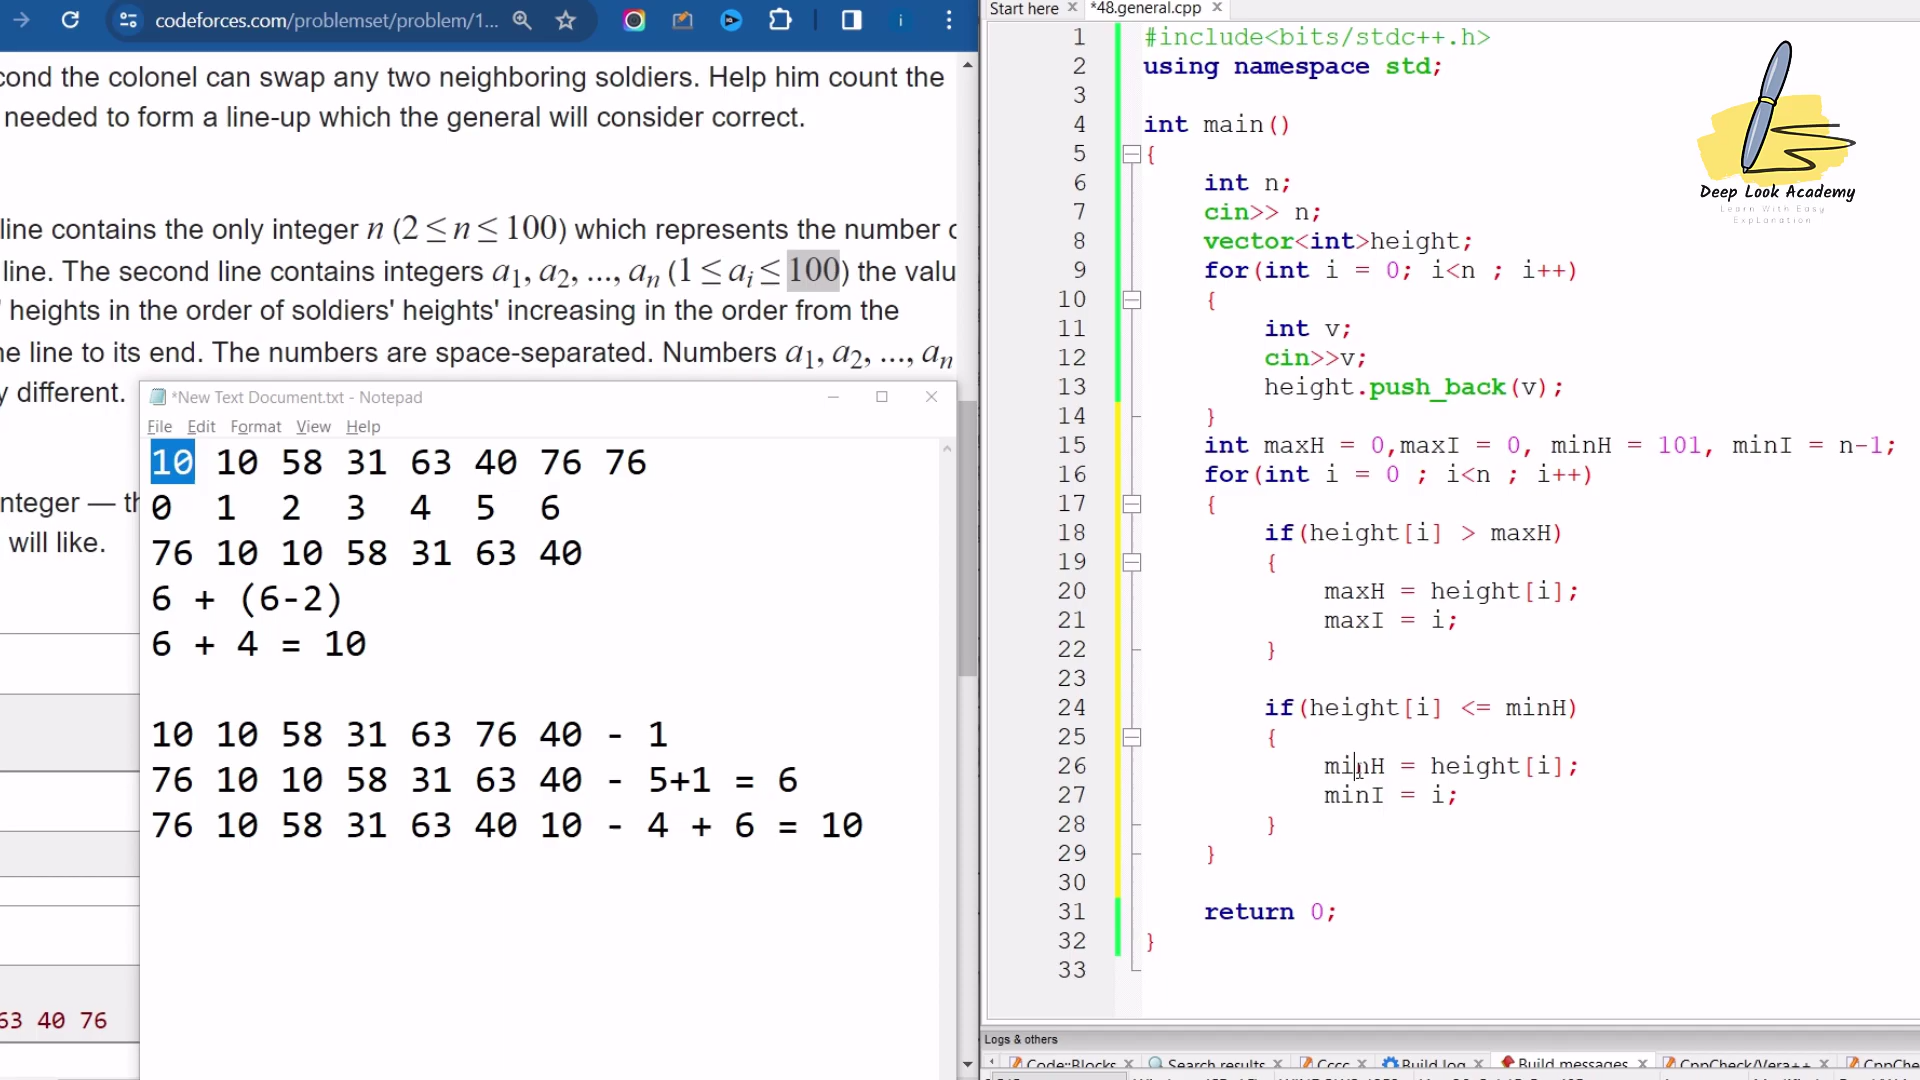 codeforces.com/problemset/problem/1...
cond the colonel can swap any two neighboring soldiers. Help him count the
needed to form a line-up which the general will consider correct.
line contains the only integer n (2 ≤ n ≤ 100) which represents the number
line. The second line contains integers a1, a2, ..., an (1 ≤ ai ≤ 100) the valu
' heights in the order of soldiers' heights' increasing in the order from the
he line to its end. The numbers are space-separated. Numbers a1, a2, ..., an
y different.
nteger — th
will like.
63 40 76
*New Text Document.txt - Notepad
File Edit Format View Help
10 10 58 31 63 40 76 76
0 1 2 3 4 5 6
76 10 10 58 31 63 40
6 + (6-2)
6 + 4 = 10
10 10 58 31 63 76 40 - 1
76 10 10 58 31 63 40 - 5+1 = 6
76 10 58 31 63 40 10 - 4 + 6 = 10
Start here *48.general.cpp
1 #include<bits/stdc++.h>
2 using namespace std;
3
4 int main()
5 {
6 int n;
7 cin>> n;
8 vector<int>height;
9 for(int i = 0; i<n ; i++)
10 {
11 int v;
12 cin>>v;
13 height.push_back(v);
14 }
15 int maxH = 0,maxI = 0, minH = 101, minI = n-1;
16 for(int i = 0 ; i<n ; i++)
17 {
18 if(height[i] > maxH)
19 {
20 maxH = height[i];
21 maxI = i;
22 }
23
24 if(height[i] <= minH)
25 {
26 minH = height[i];
27 minI = i;
28 }
29 }
30
31 return 0;
32 }
33
Deep Look Academy
Learn With Easy
Explanation
Logs & others
Code::Blocks Search results Cccc Build log Build messages CppCheck/Vera++ CppChe